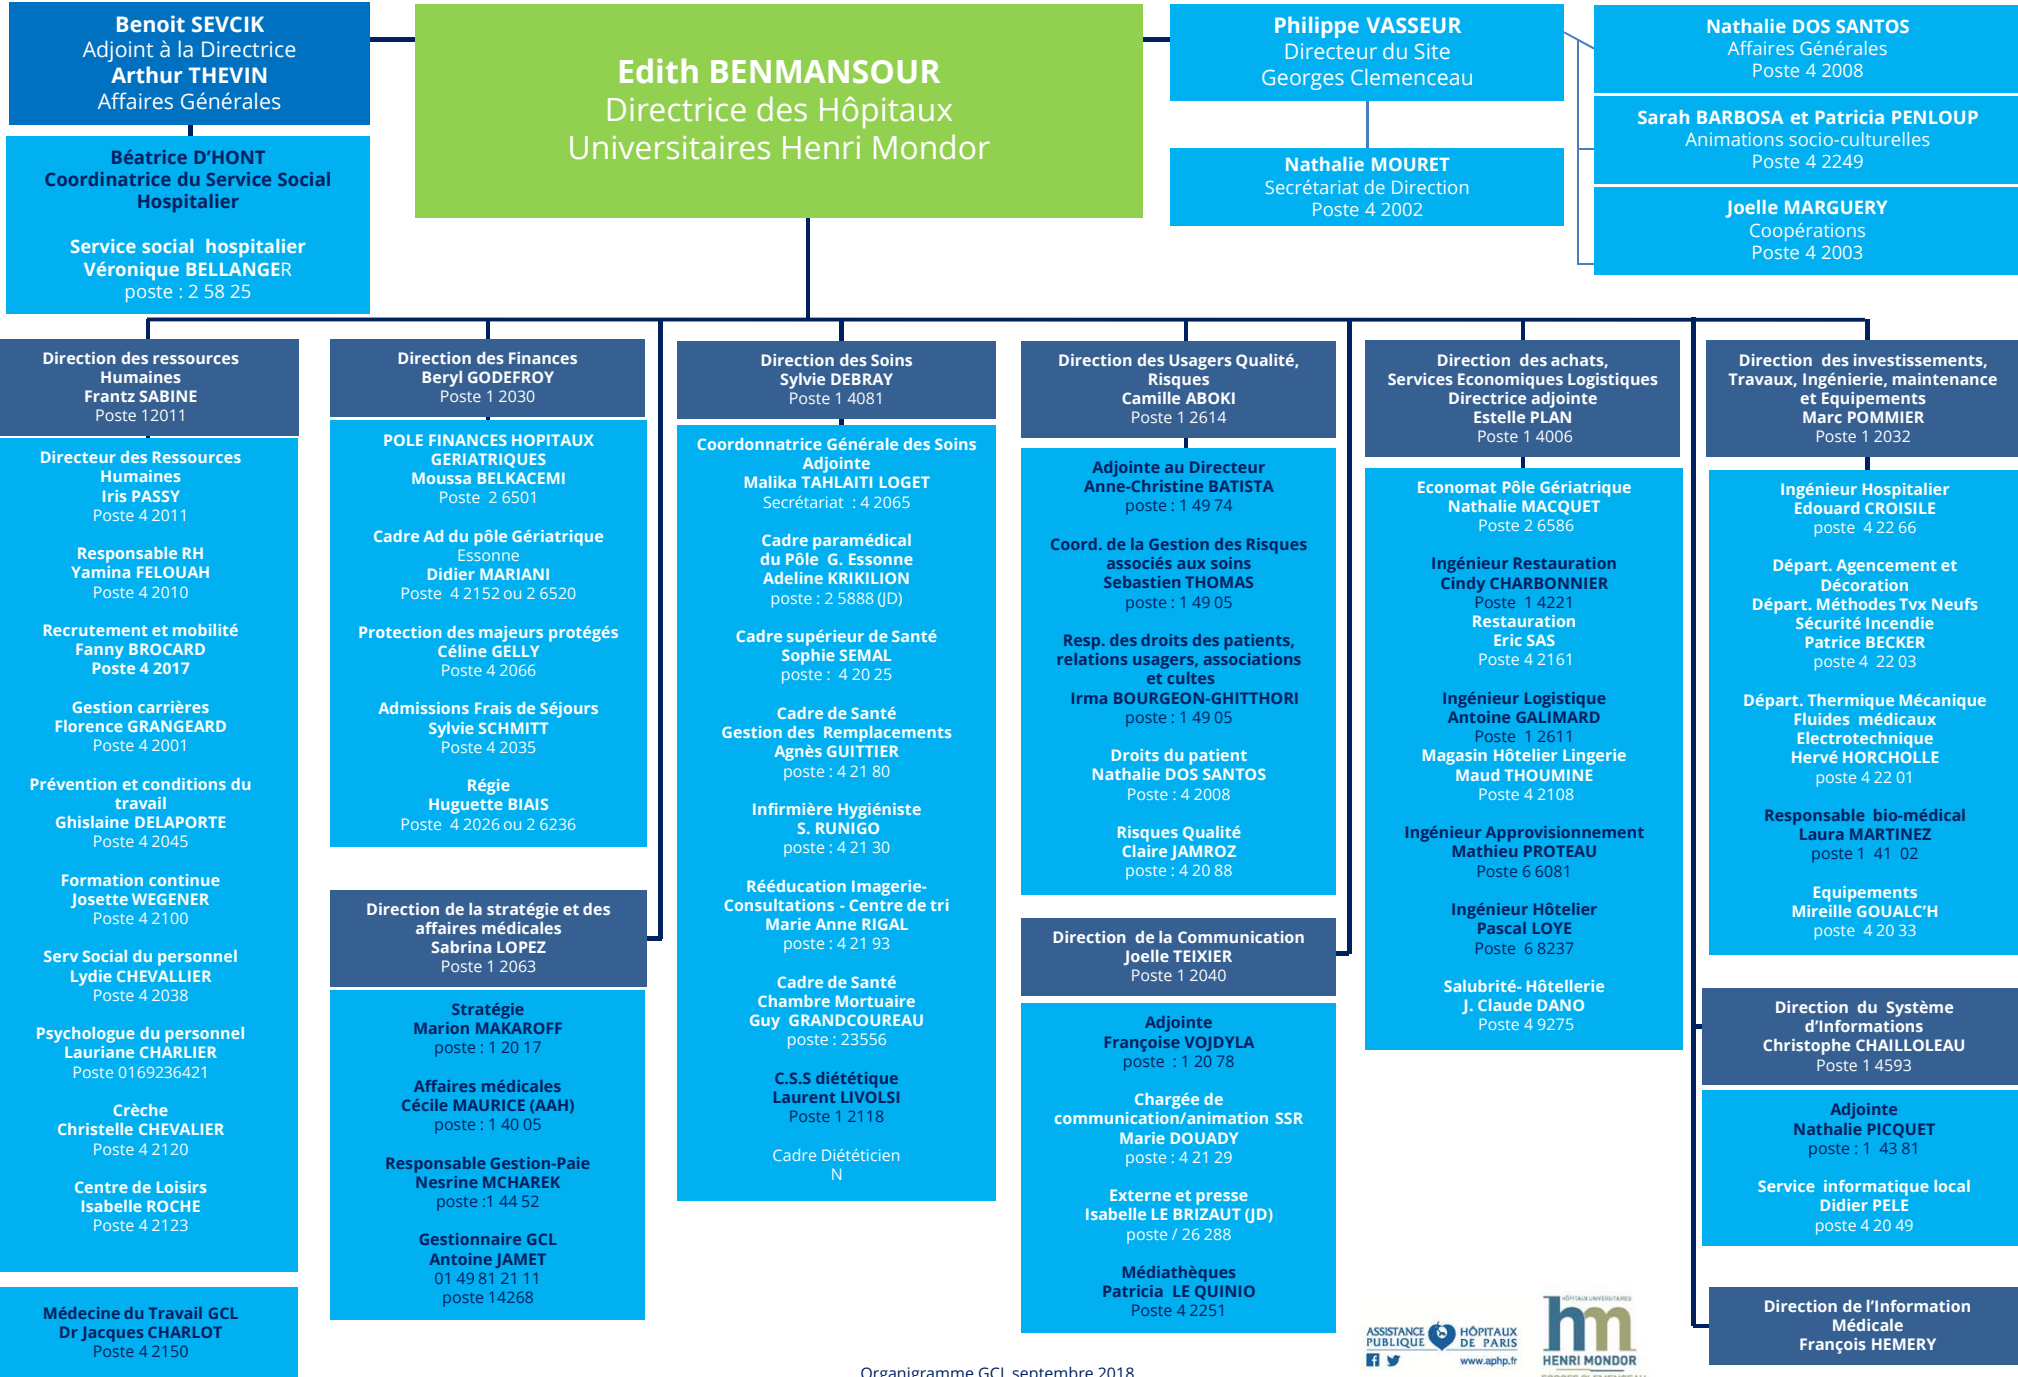 Benoit SEVCIK
Adjoint à la Directrice
Arthur THEVIN
Affaires Générales
Béatrice D’HONT
Coordinatrice du Service Social
Hospitalier
Service social hospitalier
Véronique BELLANGER
poste : 2 58 25
Edith BENMANSOUR
Directrice des Hôpitaux
Universitaires Henri Mondor
Philippe VASSEUR
Directeur du Site
Georges Clemenceau
Nathalie MOURET
Secrétariat de Direction
Poste 4 2002
Nathalie DOS SANTOS
Affaires Générales
Poste 4 2008
Sarah BARBOSA et Patricia PENLOUP
Animations socio-culturelles
Poste 4 2249
Joelle MARGUERY
Coopérations
Poste 4 2003
Direction des ressources
Humaines
Frantz SABINE
Poste 12011
Directeur des Ressources
Humaines
Iris PASSY
Poste 4 2011
Responsable RH
Yamina FELOUAH
Poste 4 2010
Recrutement et mobilité
Fanny BROCARD
Poste 4 2017
Gestion carrières
Florence GRANGEARD
Poste 4 2001
Prévention et conditions du
travail
Ghislaine DELAPORTE
Poste 4 2045
Formation continue
Josette WEGENER
Poste 4 2100
Serv Social du personnel
Lydie CHEVALLIER
Poste 4 2038
Psychologue du personnel
Lauriane CHARLIER
Poste 0169236421
Crèche
Christelle CHEVALIER
Poste 4 2120
Centre de Loisirs
Isabelle ROCHE
Poste 4 2123
Médecine du Travail GCL
Dr Jacques CHARLOT
Poste 4 2150
Direction des Finances
Beryl GODEFROY
Poste 1 2030
POLE FINANCES HOPITAUX
GERIATRIQUES
Moussa BELKACEMI
Poste 2 6501
Cadre Ad du pôle Gériatrique
Essonne
Didier MARIANI
Poste 4 2152 ou 2 6520
Protection des majeurs protégés
Céline GELLY
Poste 4 2066
Admissions Frais de Séjours
Sylvie SCHMITT
Poste 4 2035
Régie
Huguette BIAIS
Poste 4 2026 ou 2 6236
Direction de la stratégie et des
affaires médicales
Sabrina LOPEZ
Poste 1 2063
Stratégie
Marion MAKAROFF
poste : 1 20 17
Affaires médicales
Cécile MAURICE (AAH)
poste : 1 40 05
Responsable Gestion-Paie
Nesrine MCHAREK
poste :1 44 52
Gestionnaire GCL
Antoine JAMET
01 49 81 21 11
poste 14268
Direction des Soins
Sylvie DEBRAY
Poste 1 4081
Coordonnatrice Générale des Soins
Adjointe
Malika TAHLAITI LOGET
Secrétariat : 4 2065
Cadre paramédical
du Pôle G. Essonne
Adeline KRIKILION
poste : 2 5888 (JD)
Cadre supérieur de Santé
Sophie SEMAL
poste : 4 20 25
Cadre de Santé
Gestion des Remplacements
Agnès GUITTIER
poste : 4 21 80
Infirmière Hygiéniste
S. RUNIGO
poste : 4 21 30
Rééducation Imagerie-
Consultations - Centre de tri
Marie Anne RIGAL
poste : 4 21 93
Cadre de Santé
Chambre Mortuaire
Guy GRANDCOUREAU
poste : 23556
C.S.S diététique
Laurent LIVOLSI
Poste 1 2118
Cadre Diététicien
N
Direction des Usagers Qualité,
Risques
Camille ABOKI
Poste 1 2614
Adjointe au Directeur
Anne-Christine BATISTA
poste : 1 49 74
Coord. de la Gestion des Risques
associés aux soins
Sebastien THOMAS
poste : 1 49 05
Resp. des droits des patients,
relations usagers, associations
et cultes
Irma BOURGEON-GHITTHORI
poste : 1 49 05
Droits du patient
Nathalie DOS SANTOS
Poste : 4 2008
Risques Qualité
Claire JAMROZ
poste : 4 20 88
Direction de la Communication
Joelle TEIXIER
Poste 1 2040
Adjointe
Françoise VOJDYLA
poste : 1 20 78
Chargée de
communication/animation SSR
Marie DOUADY
poste : 4 21 29
Externe et presse
Isabelle LE BRIZAUT (JD)
poste / 26 288
Médiathèques
Patricia LE QUINIO
Poste 4 2251
Direction des achats,
Services Economiques Logistiques
Directrice adjointe
Estelle PLAN
Poste 1 4006
Economat Pôle Gériatrique
Nathalie MACQUET
Poste 2 6586
Ingénieur Restauration
Cindy CHARBONNIER
Poste 1 4221
Restauration
Eric SAS
Poste 4 2161
Ingénieur Logistique
Antoine GALIMARD
Poste 1 2611
Magasin Hôtelier Lingerie
Maud THOUMINE
Poste 4 2108
Ingénieur Approvisionnement
Mathieu PROTEAU
Poste 6 6081
Ingénieur Hôtelier
Pascal LOYE
Poste 6 8237
Salubrité- Hôtellerie
J. Claude DANO
Poste 4 9275
Direction des investissements,
Travaux, Ingénierie, maintenance
et Equipements
Marc POMMIER
Poste 1 2032
Ingénieur Hospitalier
Edouard CROISILE
poste 4 22 66
Départ. Agencement et
Décoration
Départ. Méthodes Tvx Neufs
Sécurité Incendie
Patrice BECKER
poste 4 22 03
Départ. Thermique Mécanique
Fluides médicaux
Electrotechnique
Hervé HORCHOLLE
poste 4 22 01
Responsable bio-médical
Laura MARTINEZ
poste 1 41 02
Equipements
Mireille GOUALC’H
poste 4 20 33
Direction du Système
d’Informations
Christophe CHAILLOLEAU
Poste 1 4593
Adjointe
Nathalie PICQUET
poste : 1 43 81
Service informatique local
Didier PELE
poste 4 20 49
Direction de l’Information
Médicale
François HEMERY
ASSISTANCE PUBLIQUE HÔPITAUX DE PARIS
www.aphp.fr
HÔPITAUX UNIVERSITAIRES
hm
HENRI MONDOR
Organigramme GCL septembre 2018